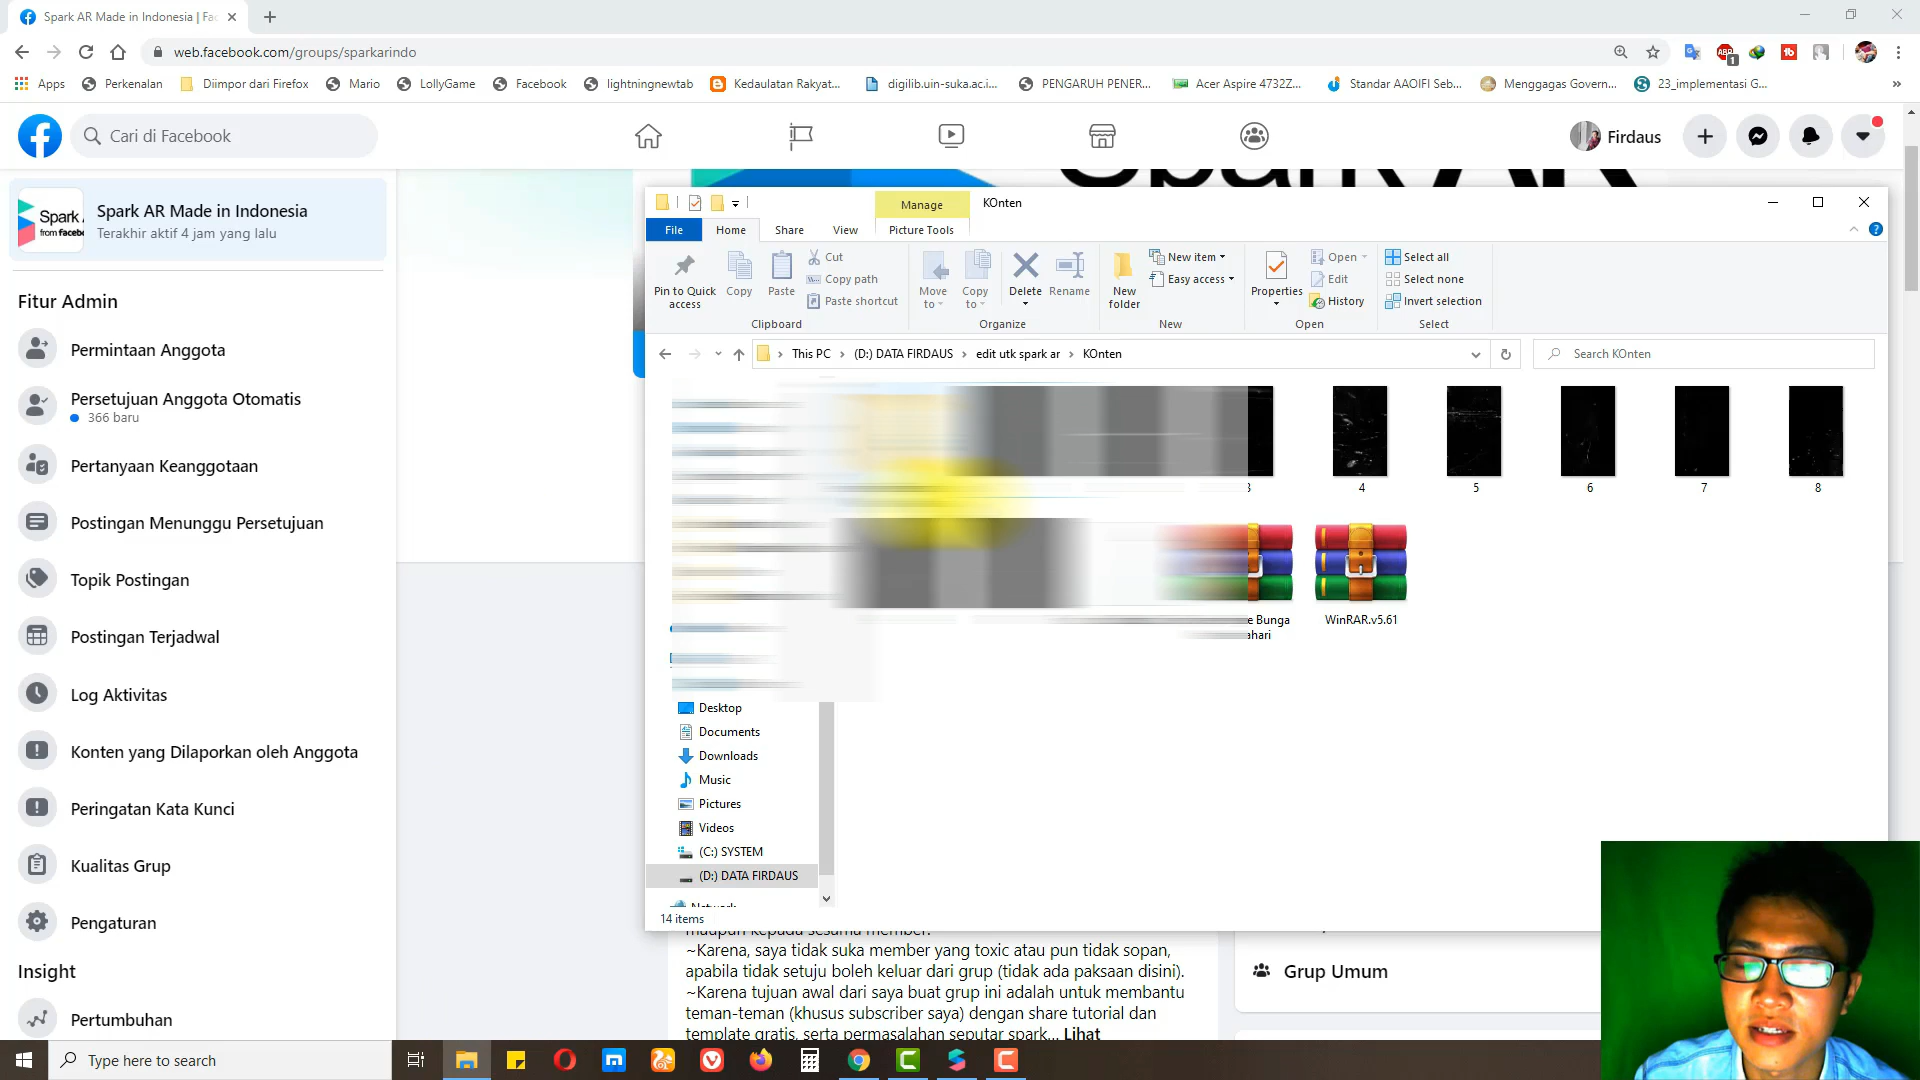 Spark AR Made in Indonesia | Fac
web.facebook.com/groups/sparkarindo
Apps
Perkenalan
Diimpor dari Firefox
Mario
LollyGame
Facebook
lightningnewtab
Kedaulatan Rakyat...
digilib.uin-suka.ac.i...
PENGARUH PENER...
Acer Aspire 4732Z...
Standar AAOIFI Seb...
Menggagas Govern...
23_implementasi G...
Cari di Facebook
Firdaus
Spark AR
Spark AR Made in Indonesia
Terakhir aktif 4 jam yang lalu
Fitur Admin
Permintaan Anggota
Persetujuan Anggota Otomatis
366 baru
Pertanyaan Keanggotaan
Postingan Menunggu Persetujuan
Topik Postingan
Postingan Terjadwal
Log Aktivitas
Konten yang Dilaporkan oleh Anggota
Peringatan Kata Kunci
Kualitas Grup
Pengaturan
Insight
Pertumbuhan
Manage
KOnten
File
Home
Share
View
Picture Tools
Pin to Quick access
Copy
Paste
Cut
Copy path
Paste shortcut
Clipboard
Move to
Copy to
Delete
Rename
Organize
New folder
New item
Easy access
New
Properties
Open
Edit
History
Open
Select all
Select none
Invert selection
Select
This PC
(D:) DATA FIRDAUS
edit utk spark ar
KOnten
Search KOnten
3
4
5
6
7
8
e Bunga
ahari
WinRAR.v5.61
Desktop
Documents
Downloads
Music
Pictures
Videos
(C:) SYSTEM
(D:) DATA FIRDAUS
Network
14 items
maupun kepada sesama member.
~Karena, saya tidak suka member yang toxic atau pun tidak sopan,
apabila tidak setuju boleh keluar dari grup (tidak ada paksaan disini).
~Karena tujuan awal dari saya buat grup ini adalah untuk membantu
teman-teman (khusus subscriber saya) dengan share tutorial dan
template gratis, serta permasalahan seputar spark... Lihat
Grup Umum
Type here to search